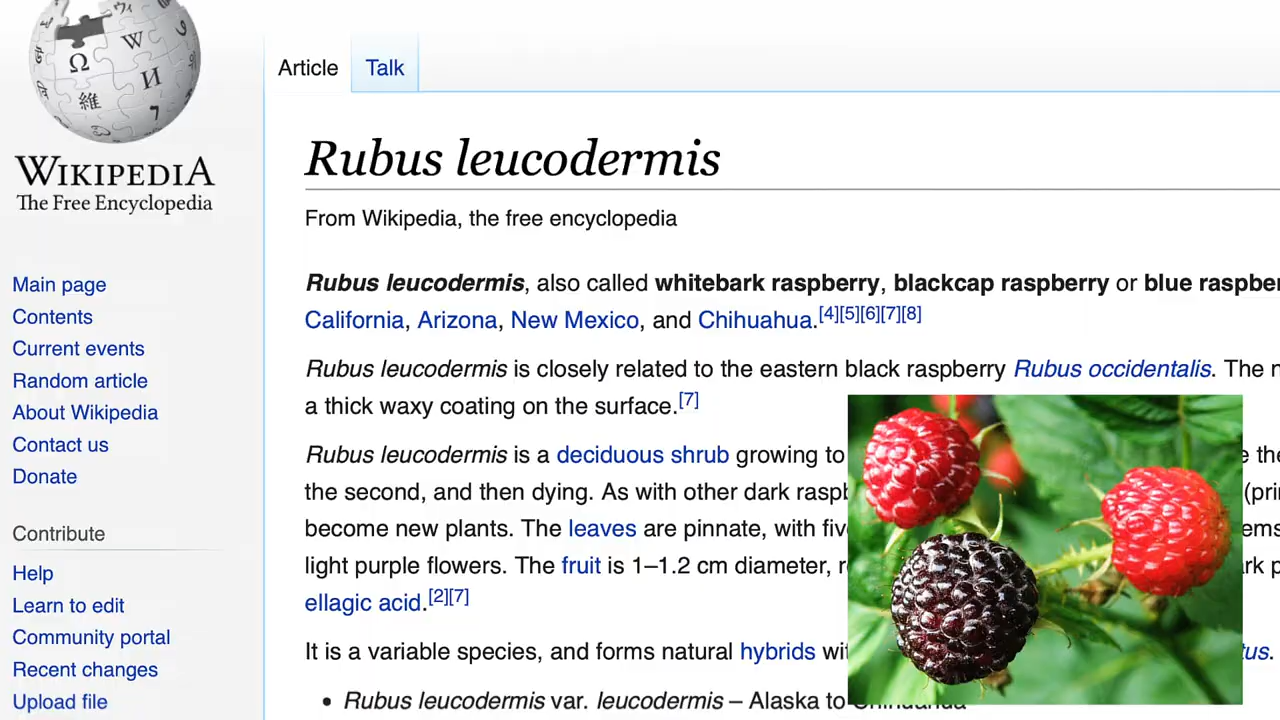 Ω W И 維
WIKIPEDIA
The Free Encyclopedia
Main page
Contents
Current events
Random article
About Wikipedia
Contact us
Donate
Contribute
Help
Learn to edit
Community portal
Recent changes
Upload file
Article Talk
Rubus leucodermis
From Wikipedia, the free encyclopedia
Rubus leucodermis, also called whitebark raspberry, blackcap raspberry or blue
California, Arizona, New Mexico, and Chihuahua.[4][5][6][7][8]
Rubus leucodermis is closely related to the eastern black raspberry Rubus occidentalis. The
a thick waxy coating on the surface.[7]
Rubus leucodermis is a deciduous shrub growing to
the second, and then dying. As with other dark
become new plants. The leaves are pinnate, with
light purple flowers. The fruit is 1–1.2 cm diameter,
ellagic acid.[2][7]
It is a variable species, and forms natural hybrids
• Rubus leucodermis var. leucodermis – Alaska to Chihuahua